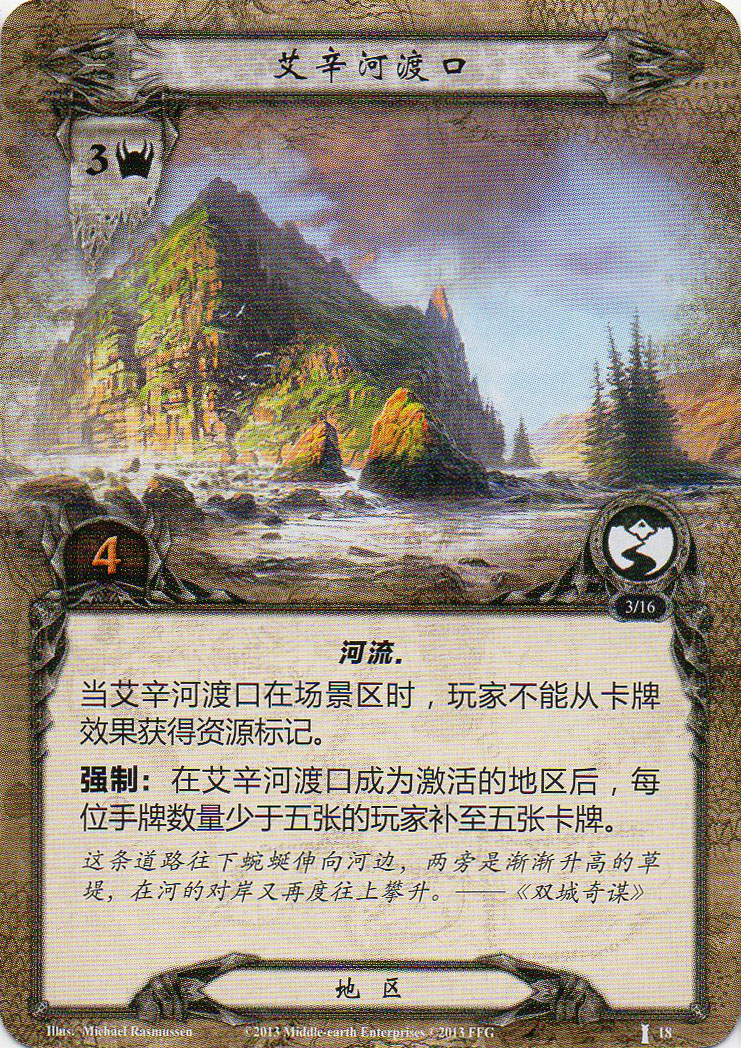 艾辛河渡口
3
4
3/16
河流.
当艾辛河渡口在场景区时，玩家不能从卡牌
效果获得资源标记。
强制：在艾辛河渡口成为激活的地区后，每
位手牌数量少于五张的玩家补至五张卡牌。
这条道路往下蜿蜒伸向河边，两旁是渐渐升高的草
堤，在河的对岸又再度往上攀升。——《双城奇谋》
地区
Illus. Michael Rasmussen ©2013 Middle-earth Enterprises ©2013 FFG 18